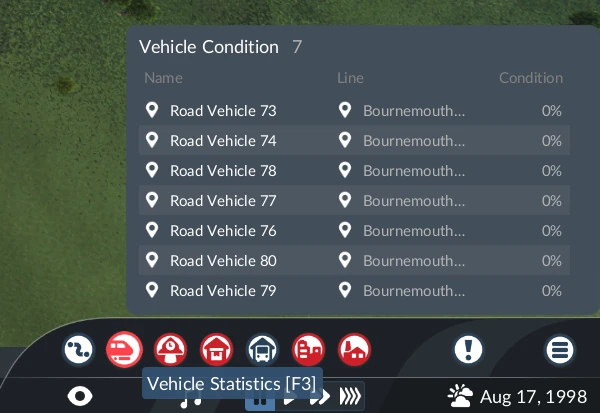 Vehicle Condition 7
Name Line Condition
Road Vehicle 73 Bournemouth... 0%
Road Vehicle 74 Bournemouth... 0%
Road Vehicle 78 Bournemouth... 0%
Road Vehicle 77 Bournemouth... 0%
Road Vehicle 76 Bournemouth... 0%
Road Vehicle 80 Bournemouth... 0%
Road Vehicle 79 Bournemouth... 0%
Vehicle Statistics [F3]
Aug 17, 1998